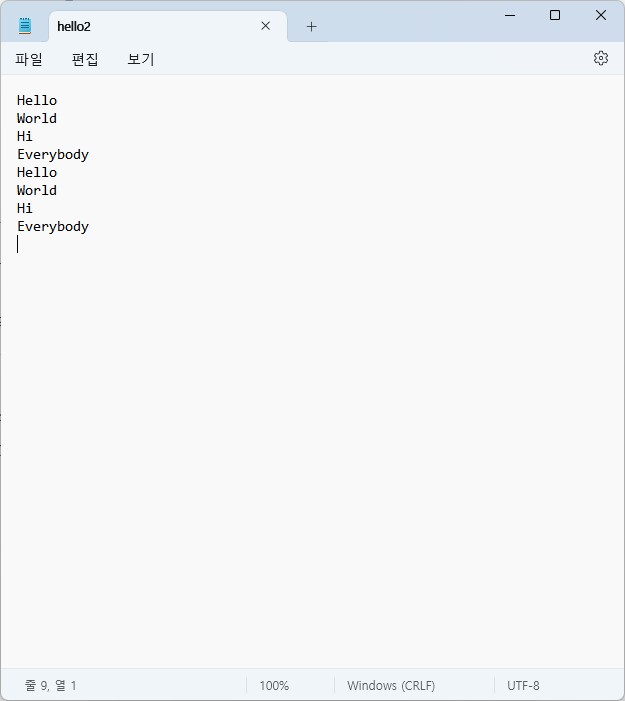 hello2
파일 편집 보기
Hello
World
Hi
Everybody
Hello
World
Hi
Everybody
줄 9, 열 1 100% Windows (CRLF) UTF-8